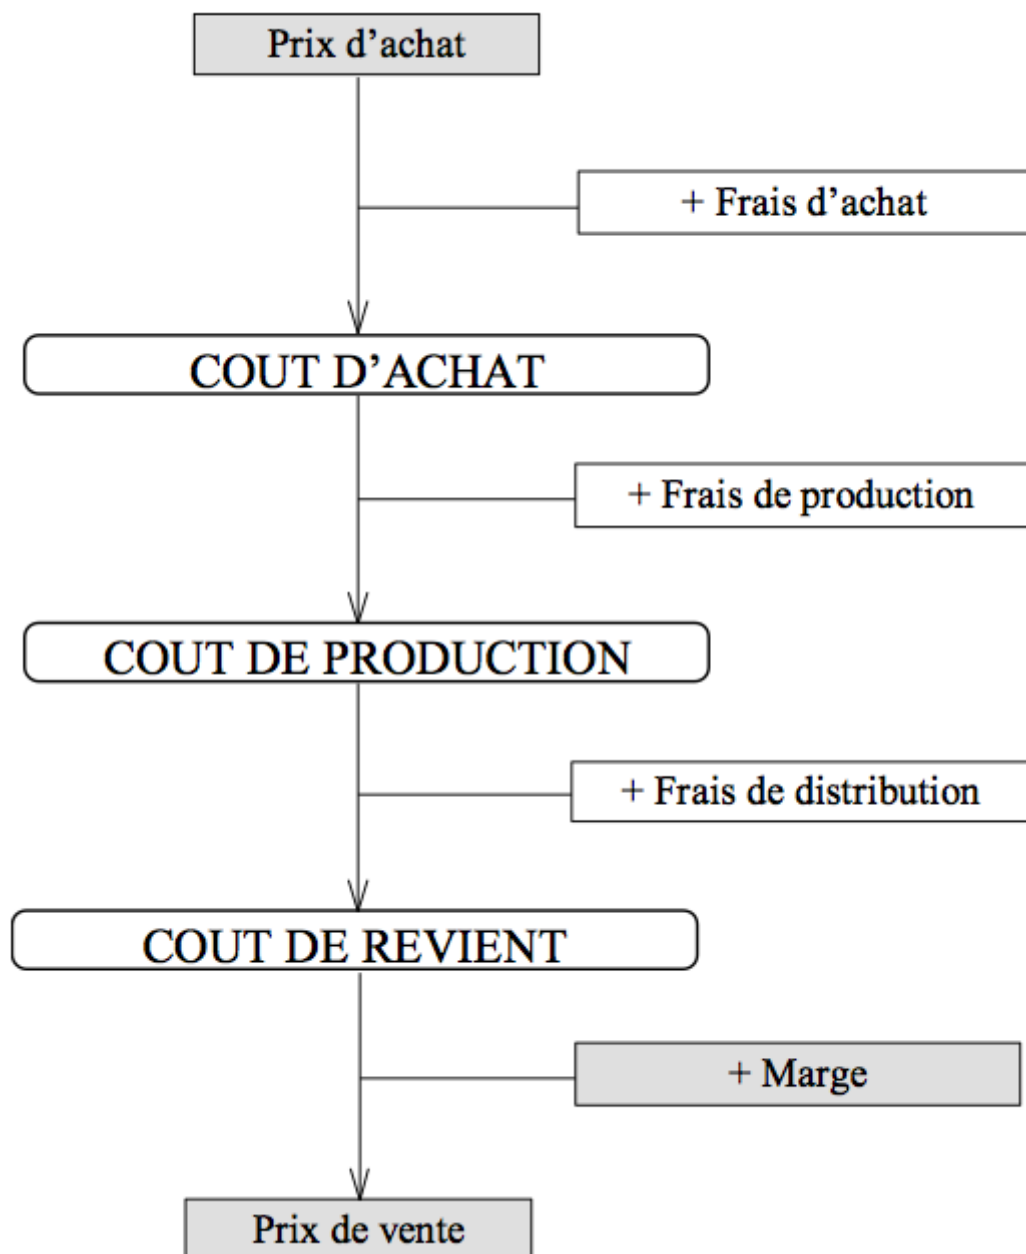 Prix d’achat
+ Frais d’achat
COUT D’ACHAT
+ Frais de production
COUT DE PRODUCTION
+ Frais de distribution
COUT DE REVIENT
+ Marge
Prix de vente